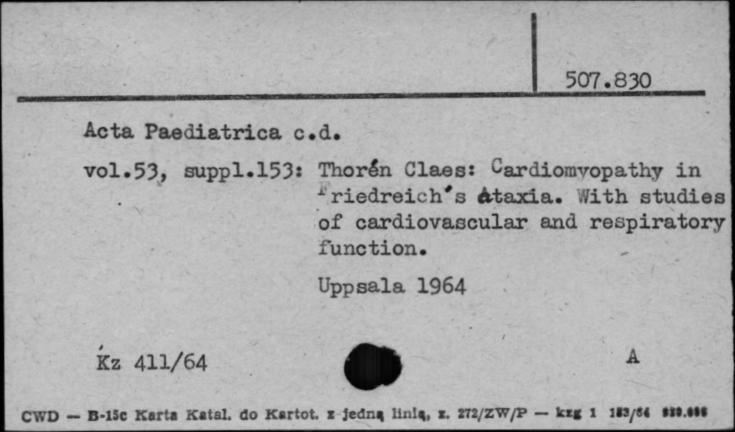 507.830
Acta Paediatrica c.d.
vol.53, suppl.153: Thorén Claes: Cardiomyopathy in
Friedreich's ataxia. With studies
of cardiovascular and respiratory
function.
Uppsala 1964
Kz 411/64 A
CWD — B-15c Karta Katal. do Kartot. z jedną linią, z. 272/ZW/P — kzg 1